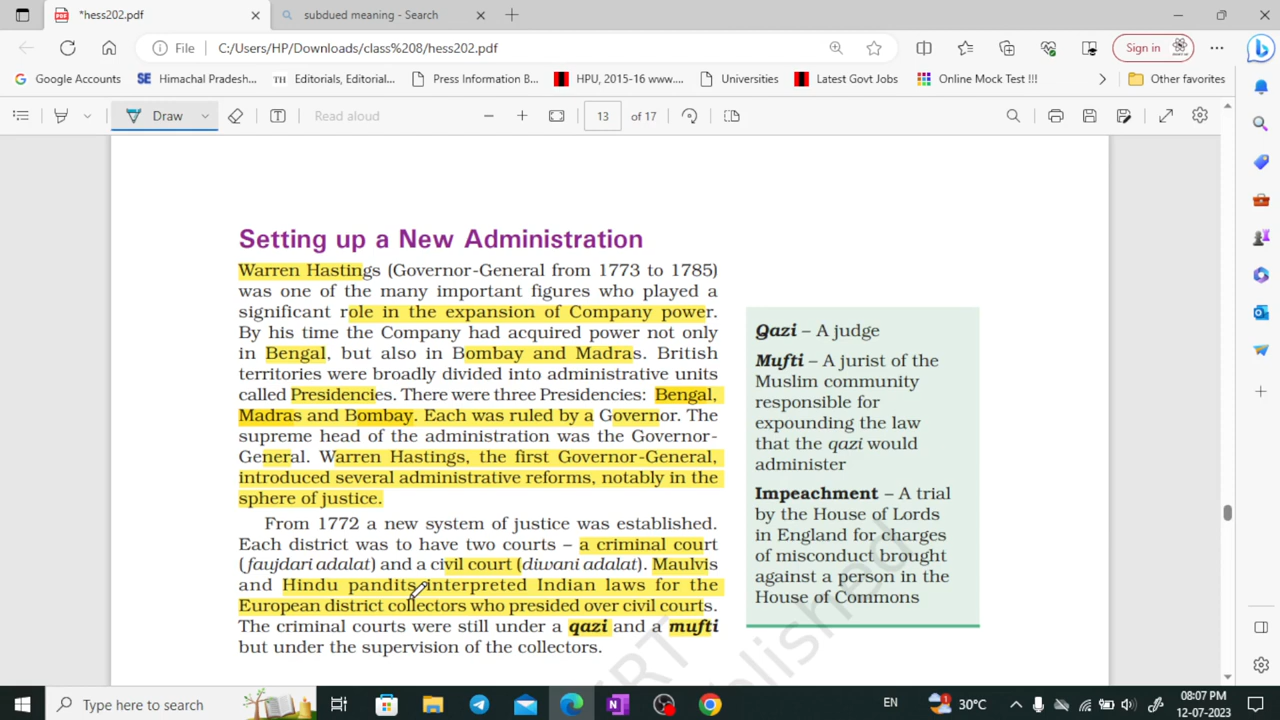 *hess202.pdf
subdued meaning - Search
File
C:/Users/HP/Downloads/class%208/hess202.pdf
Sign in
Google Accounts
SE Himachal Pradesh...
TH Editorials, Editorial...
Press Information B...
HPU, 2015-16 www....
Universities
Latest Govt Jobs
Online Mock Test !!!
Other favorites
Draw
Read aloud
13 of 17
Setting up a New Administration
Warren Hastings (Governor-General from 1773 to 1785)
was one of the many important figures who played a
significant role in the expansion of Company power.
By his time the Company had acquired power not only
in Bengal, but also in Bombay and Madras. British
territories were broadly divided into administrative units
called Presidencies. There were three Presidencies: Bengal,
Madras and Bombay. Each was ruled by a Governor. The
supreme head of the administration was the Governor-
General. Warren Hastings, the first Governor-General,
introduced several administrative reforms, notably in the
sphere of justice.
From 1772 a new system of justice was established.
Each district was to have two courts – a criminal court
(faujdari adalat) and a civil court (diwani adalat). Maulvis
and Hindu pandits interpreted Indian laws for the
European district collectors who presided over civil courts.
The criminal courts were still under a qazi and a mufti
but under the supervision of the collectors.
Qazi – A judge
Mufti – A jurist of the
Muslim community
responsible for
expounding the law
that the qazi would
administer
Impeachment – A trial
by the House of Lords
in England for charges
of misconduct brought
against a person in the
House of Commons
Type here to search
EN
30°C
08:07 PM
12-07-2023